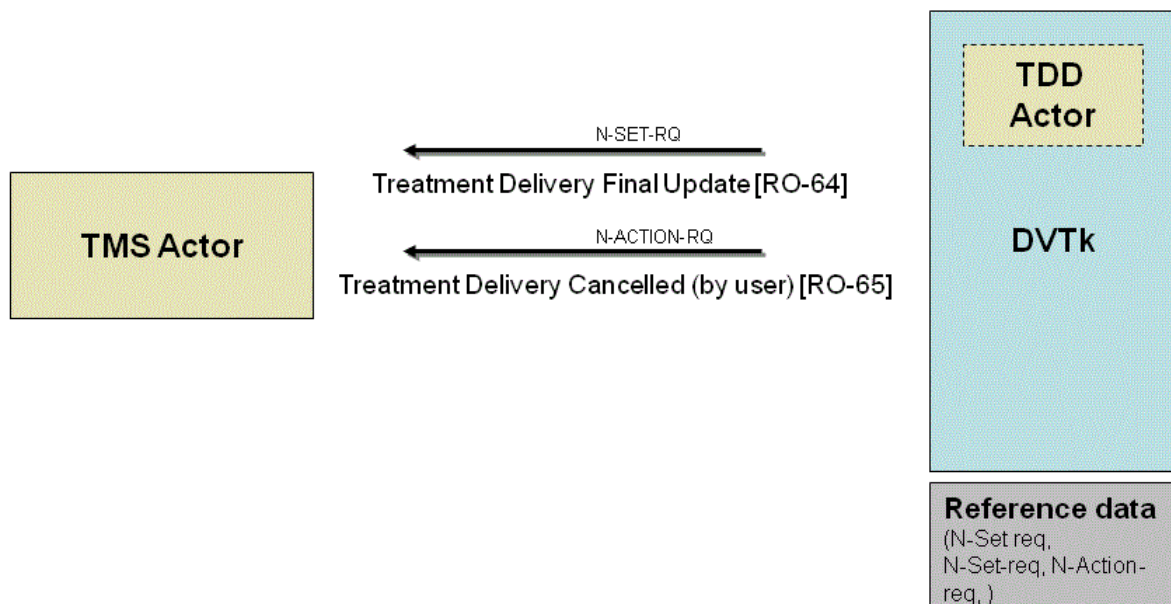 TDD
Actor
N-SET-RQ
Treatment Delivery Final Update [RO-64]
TMS Actor
DVTk
N-ACTION-RQ
Treatment Delivery Cancelled (by user) [RO-65]
Reference data
(N-Set req,
N-Set-req, N-Action-
req, )